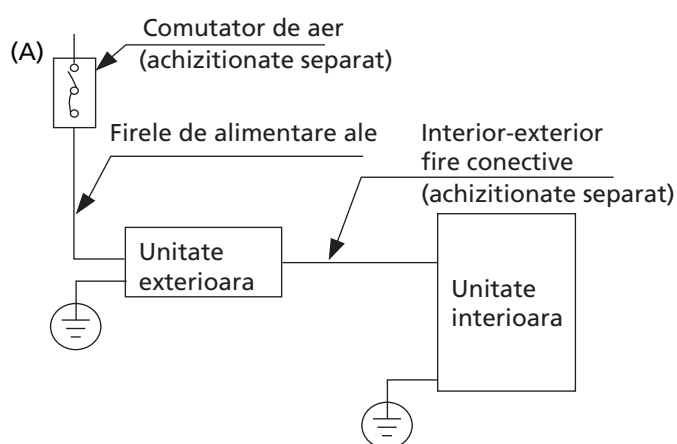 (A)
Comutator de aer
(achizitionate separat)
Firele de alimentare ale
Interior-exterior
fire conective
(achizitionate separat)
Unitate
exterioara
Unitate
interioara